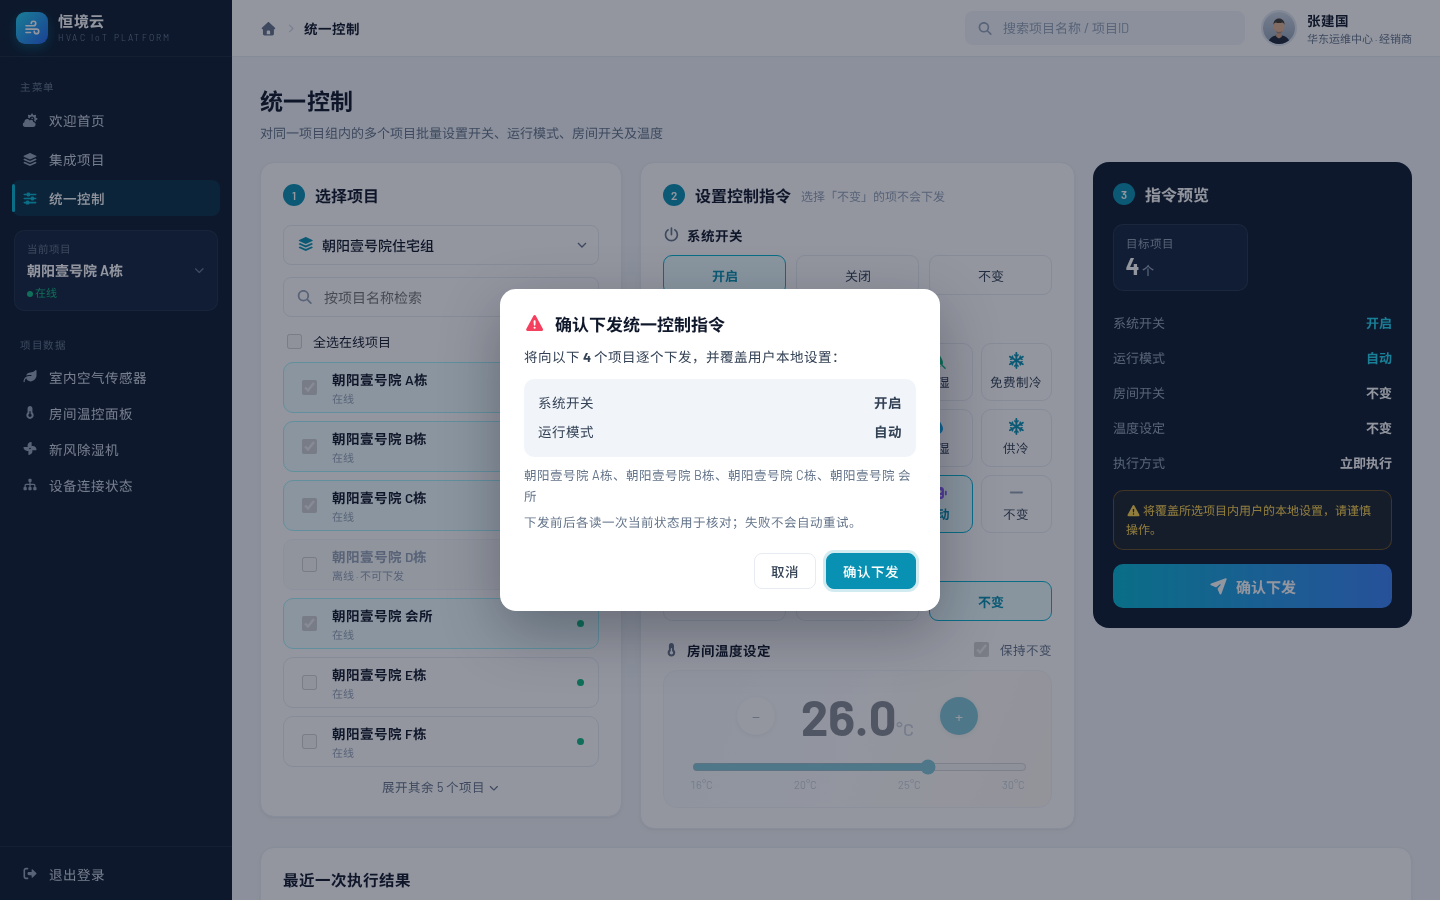 恒境云
HVAC IoT PLATFORM
主菜单
欢迎首页
集成项目
统一控制
当前项目
朝阳壹号院 A栋
在线
项目数据
室内空气传感器
房间温控面板
新风除湿机
设备连接状态
退出登录
统一控制
搜索项目名称 / 项目ID
张建国
华东运维中心 · 经销商
统一控制
对同一项目组内的多个项目批量设置开关、运行模式、房间开关及温度
1 选择项目
朝阳壹号院住宅组
按项目名称检索
全选在线项目
朝阳壹号院 A栋
在线
朝阳壹号院 B栋
在线
朝阳壹号院 C栋
在线
朝阳壹号院 D栋
离线 · 不可下发
朝阳壹号院 会所
在线
朝阳壹号院 E栋
在线
朝阳壹号院 F栋
在线
展开其余 5 个项目
2 设置控制指令 选择「不变」的项不会下发
系统开关
开启 关闭 不变
湿 免费制冷
湿 供冷
动 不变
不变
房间温度设定 保持不变
− 26.0°C +
16°C 20°C 25°C 30°C
3 指令预览
目标项目
4 个
系统开关 开启
运行模式 自动
房间开关 不变
温度设定 不变
执行方式 立即执行
将覆盖所选项目内用户的本地设置，请谨慎
操作。
确认下发
确认下发统一控制指令
将向以下 4 个项目逐个下发，并覆盖用户本地设置：
系统开关 开启
运行模式 自动
朝阳壹号院 A栋、朝阳壹号院 B栋、朝阳壹号院 C栋、朝阳壹号院 会
所
下发前后各读一次当前状态用于核对；失败不会自动重试。
取消 确认下发
最近一次执行结果